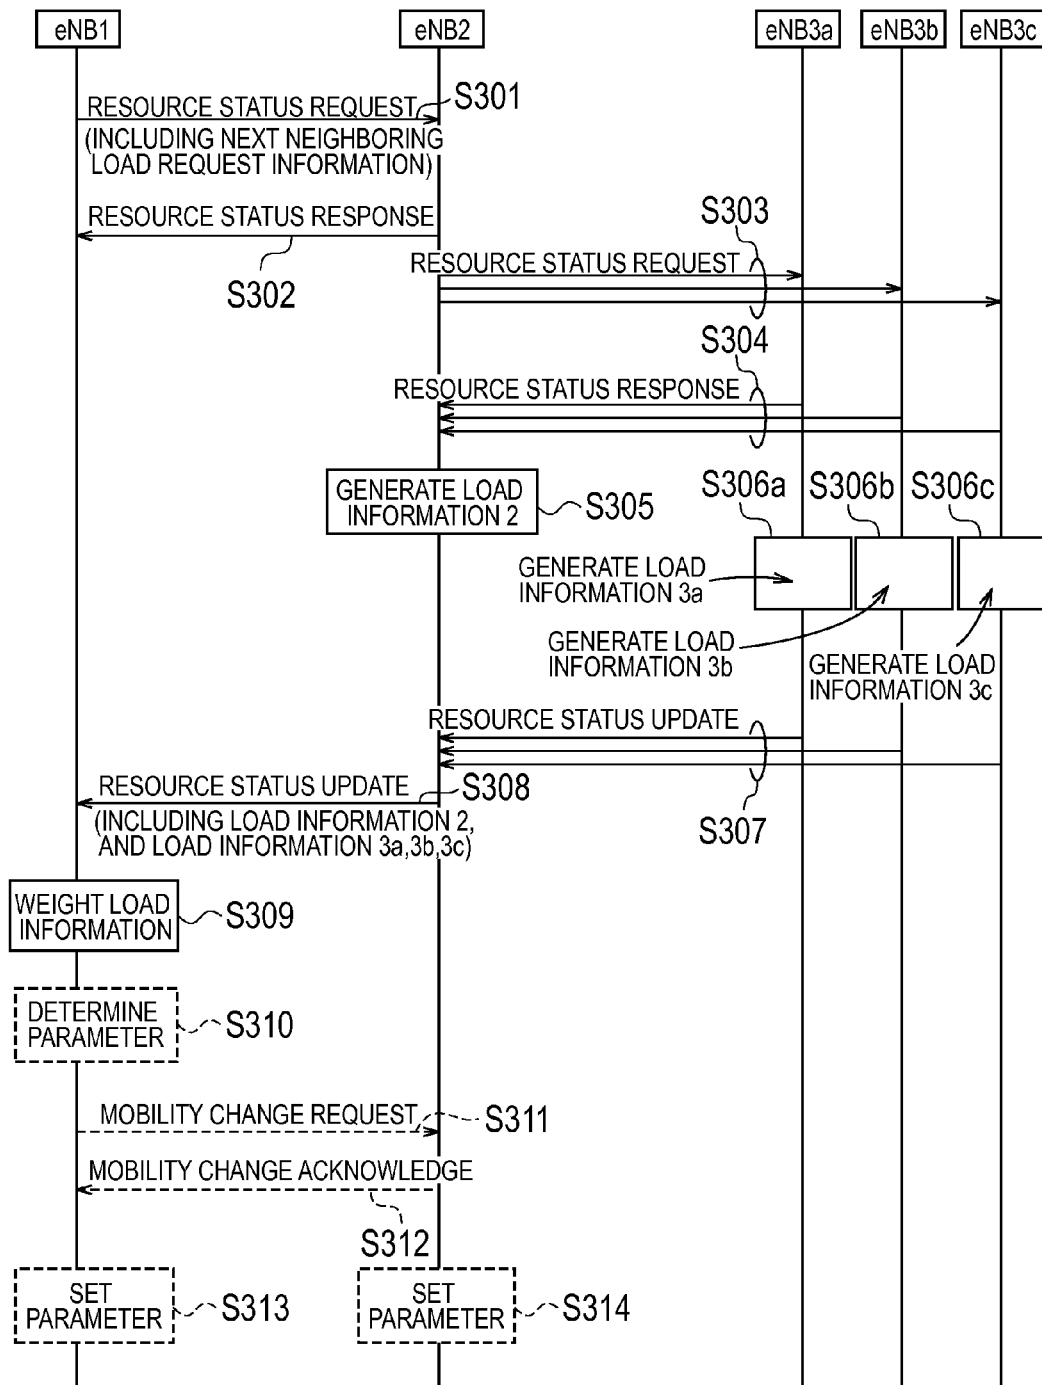 eNB1
eNB2
eNB3a
eNB3b
eNB3c
RESOURCE STATUS REQUEST
S301
(INCLUDING NEXT NEIGHBORING
LOAD REQUEST INFORMATION)
RESOURCE STATUS RESPONSE
S302
S303
RESOURCE STATUS REQUEST
S304
RESOURCE STATUS RESPONSE
GENERATE LOAD
INFORMATION 2
S305
S306a
S306b
S306c
GENERATE LOAD
INFORMATION 3a
GENERATE LOAD
INFORMATION 3b
GENERATE LOAD
INFORMATION 3c
RESOURCE STATUS UPDATE
S307
RESOURCE STATUS UPDATE
S308
(INCLUDING LOAD INFORMATION 2,
AND LOAD INFORMATION 3a,3b,3c)
WEIGHT LOAD
INFORMATION
S309
DETERMINE
PARAMETER
S310
MOBILITY CHANGE REQUEST
S311
MOBILITY CHANGE ACKNOWLEDGE
S312
SET
PARAMETER
S313
SET
PARAMETER
S314